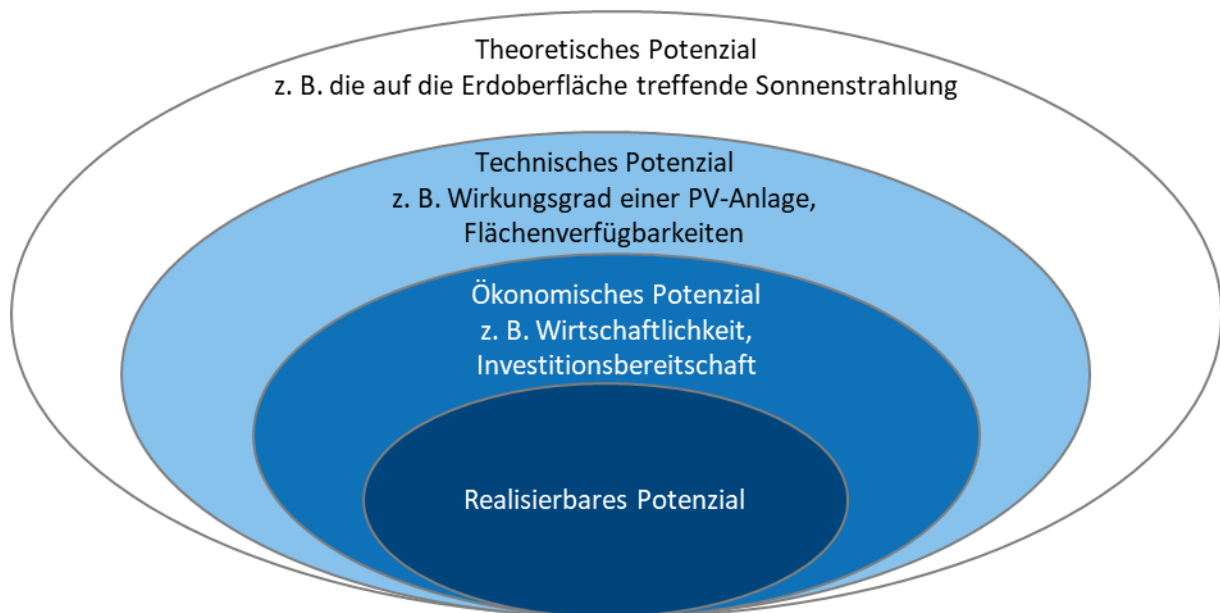 Theoretisches Potenzial
z. B. die auf die Erdoberfläche treffende Sonnenstrahlung
Technisches Potenzial
z. B. Wirkungsgrad einer PV-Anlage,
Flächenverfügbarkeiten
Ökonomisches Potenzial
z. B. Wirtschaftlichkeit,
Investitionsbereitschaft
Realisierbares Potenzial